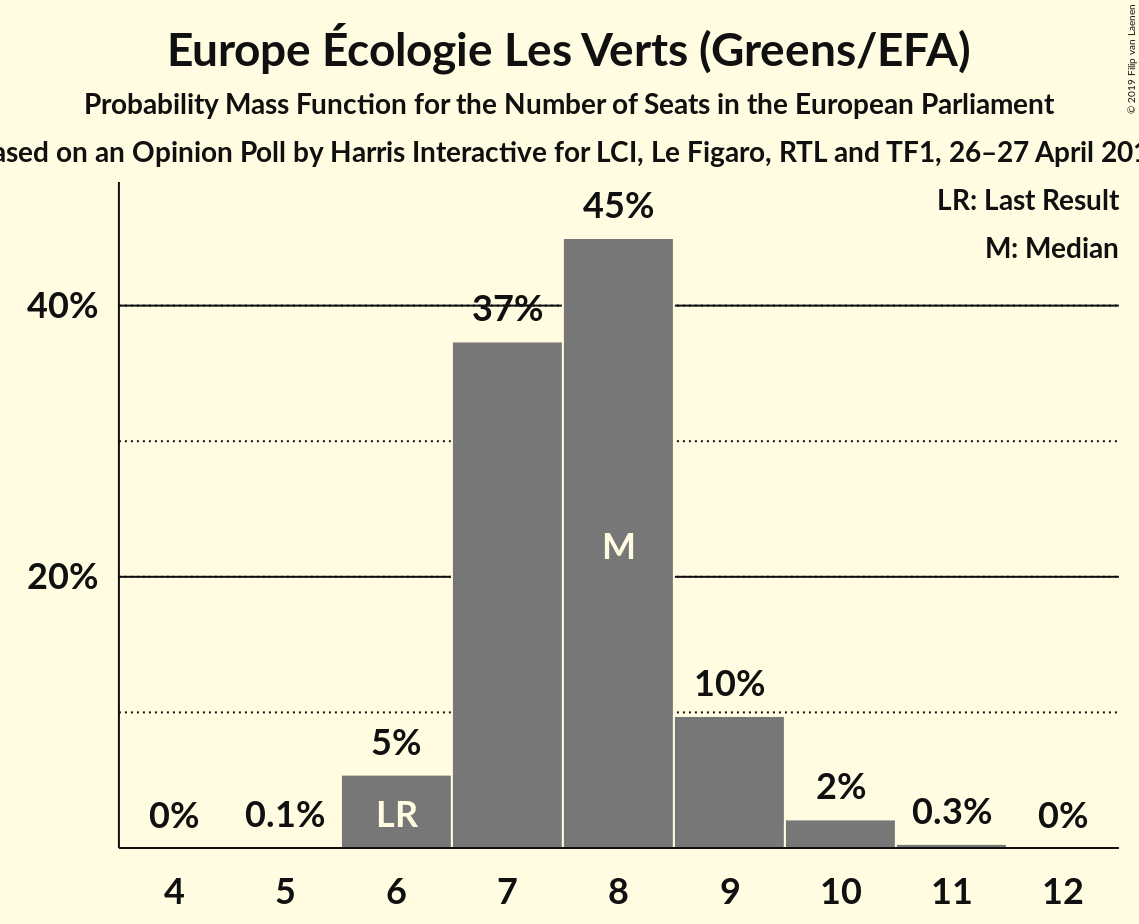 Europe Écologie Les Verts (Greens/EFA)
Probability Mass Function for the Number of Seats in the European Parliament
on an Opinion Poll by Harris Interactive for LCI, Le Figaro, RTL and TF1, 26–27 April
© 2019 Filip van Laenen
LR: Last Result
M: Median
45%
40%
37%
M
20%
10%
5%
LR
2%
0%
0.1%
0.3%
0%
4 5 6 7 8 9 10 11 12